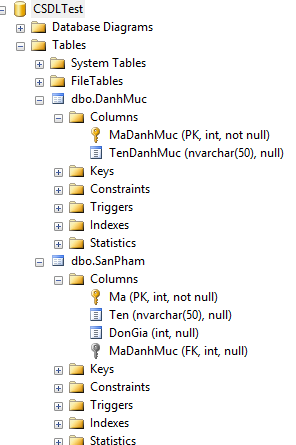 CSDLTest
Database Diagrams
Tables
System Tables
FileTables
dbo.DanhMuc
Columns
MaDanhMuc (PK, int, not null)
TenDanhMuc (nvarchar(50), null)
Keys
Constraints
Triggers
Indexes
Statistics
dbo.SanPham
Columns
Ma (PK, int, not null)
Ten (nvarchar(50), null)
DonGia (int, null)
MaDanhMuc (FK, int, null)
Keys
Constraints
Triggers
Indexes
Statistics